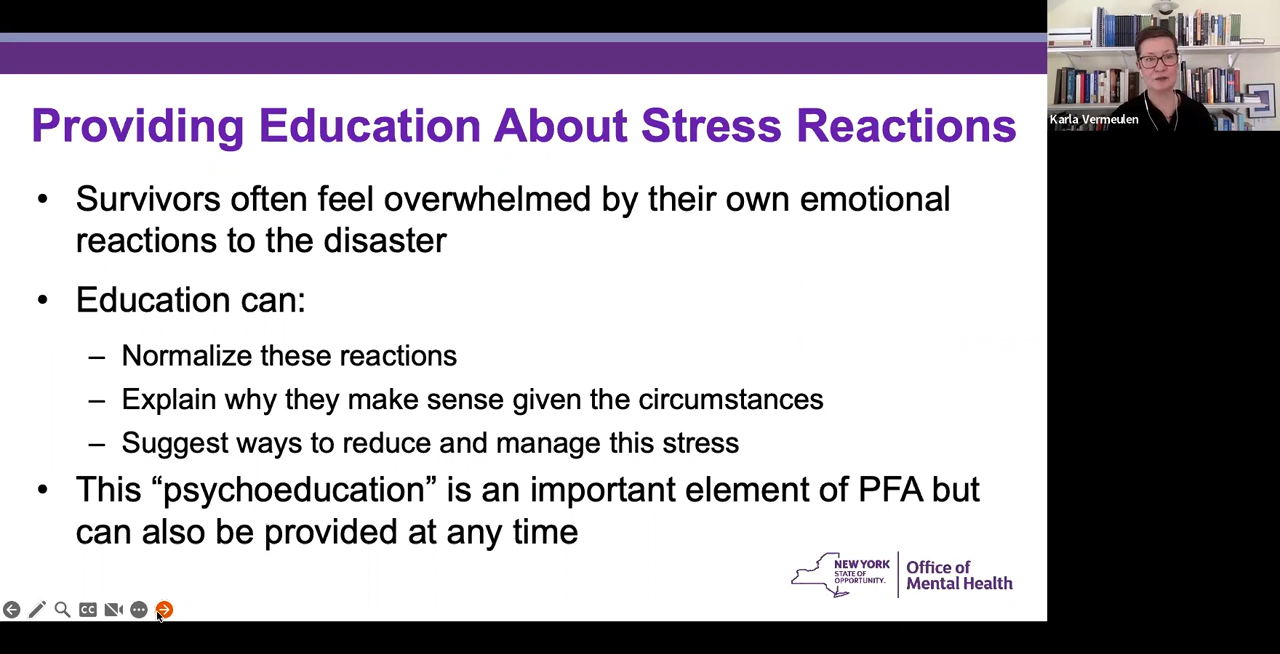 Providing Education About Stress Reactions
• Survivors often feel overwhelmed by their own emotional
reactions to the disaster
• Education can:
– Normalize these reactions
– Explain why they make sense given the circumstances
– Suggest ways to reduce and manage this stress
• This “psychoeducation” is an important element of PFA but
can also be provided at any time
NEW YORK
STATE OF
OPPORTUNITY.
Office of
Mental Health
CC
Karla Vermeulen